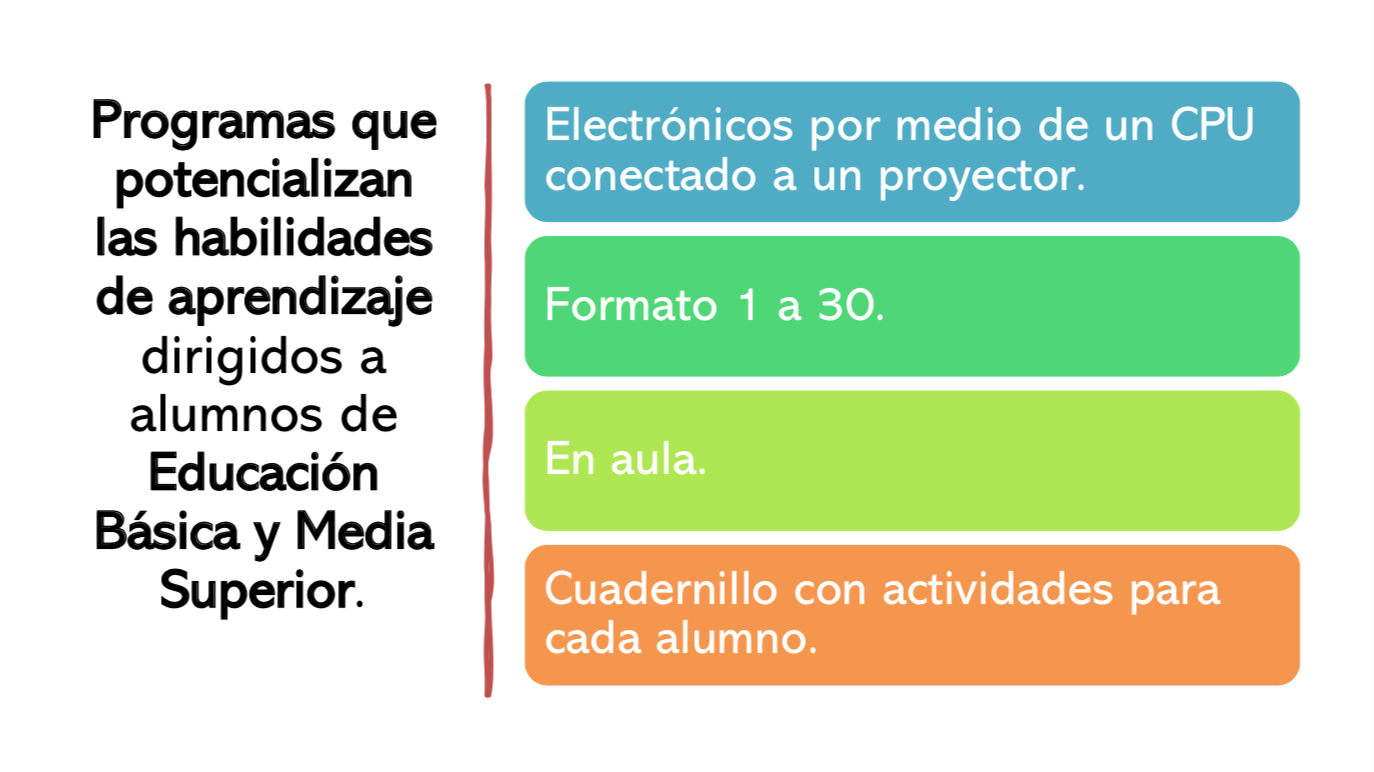 Programas que
potencializan
las habilidades
de aprendizaje
dirigidos a
alumnos de
Educación
Básica y Media
Superior.
Electrónicos por medio de un CPU
conectado a un proyector.
Formato 1 a 30.
En aula.
Cuadernillo con actividades para
cada alumno.